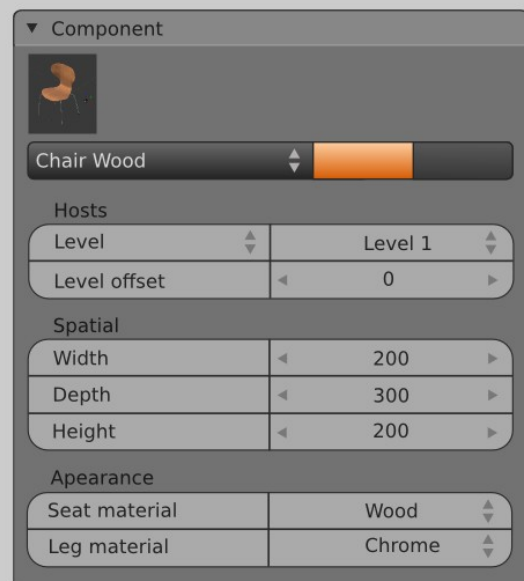 Component
Chair Wood
Hosts
Level Level 1
Level offset 0
Spatial
Width 200
Depth 300
Height 200
Apearance
Seat material Wood
Leg material Chrome